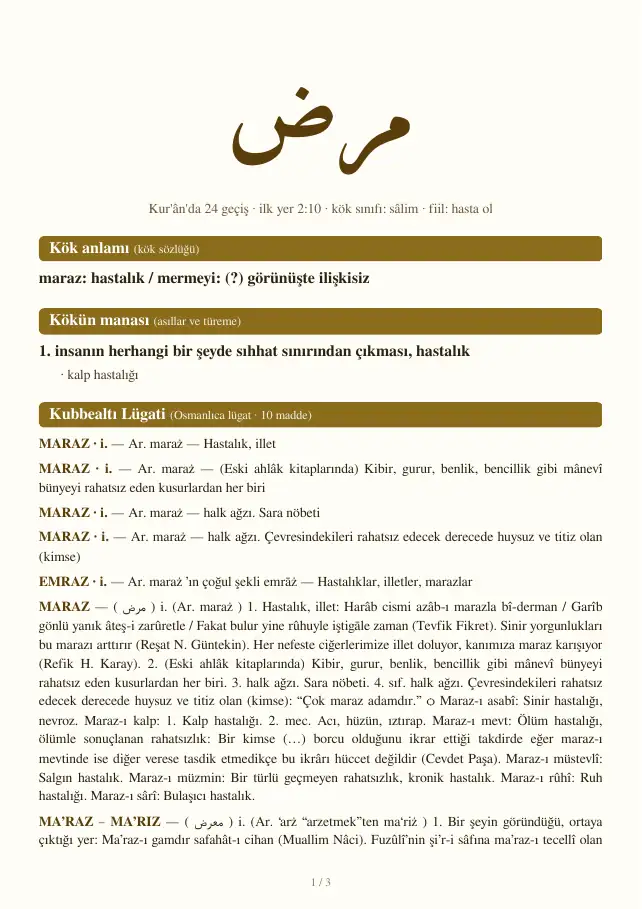 مرض
Kur'ân'da 24 geçiş · ilk yer 2:10 · kök sınıfı: sâlim · fiil: hasta ol
Kök anlamı (kök sözlüğü)
maraz: hastalık / mermeyi: (?) görünüşte ilişkisiz
Kökün manası (asıllar ve türeme)
1. insanın herhangi bir şeyde sıhhat sınırından çıkması, hastalık
· kalp hastalığı
Kubbealtı Lügati (Osmanlıca lügat · 10 madde)
MARAZ · i. — Ar. maraż — Hastalık, illet
MARAZ · i. — Ar. maraż — (Eski ahlâk kitaplarında) Kibir, gurur, benlik, bencillik gibi mânevî
bünyeyi rahatsız eden kusurlardan her biri
MARAZ · i. — Ar. maraż — halk ağzı. Sara nöbeti
MARAZ · i. — Ar. maraż — halk ağzı. Çevresindekileri rahatsız edecek derecede huysuz ve titiz olan
(kimse)
EMRAZ · i. — Ar. maraż 'ın çoğul şekli emrāż — Hastalıklar, illetler, marazlar
MARAZ — ( مرض ) i. (Ar. maraż ) 1. Hastalık, illet: Harâb cismi azâb-ı marazla bî-derman / Garîb
gönlü yanık âteş-i zarûretle / Fakat bulur yine rûhuyle iştigāle zaman (Tevfik Fikret). Sinir yorgunlukları
bu marazı arttırır (Reşat N. Güntekin). Her nefeste ciğerlerimize illet doluyor, kanımıza maraz karışıyor
(Refik H. Karay). 2. (Eski ahlâk kitaplarında) Kibir, gurur, benlik, bencillik gibi mânevî bünyeyi
rahatsız eden kusurlardan her biri. 3. halk ağzı. Sara nöbeti. 4. sıf. halk ağzı. Çevresindekileri rahatsız
edecek derecede huysuz ve titiz olan (kimse): “Çok maraz adamdır.” ѻ Maraz-ı asabî: Sinir hastalığı,
nevroz. Maraz-ı kalp: 1. Kalp hastalığı. 2. mec. Acı, hüzün, ıztırap. Maraz-ı mevt: Ölüm hastalığı,
ölümle sonuçlanan rahatsızlık: Bir kimse (…) borcu olduğunu ikrar ettiği takdirde eğer maraz-ı
mevtinde ise diğer verese tasdik etmedikçe bu ikrârı hüccet değildir (Cevdet Paşa). Maraz-ı müstevlî:
Salgın hastalık. Maraz-ı müzmin: Bir türlü geçmeyen rahatsızlık, kronik hastalık. Maraz-ı rûhî: Ruh
hastalığı. Maraz-ı sârî: Bulaşıcı hastalık.
MA’RAZ – MA’RIZ — ( معرض ) i. (Ar. ‘arż “arzetmek”ten ma‘riż ) 1. Bir şeyin göründüğü, ortaya
çıktığı yer: Ma’raz-ı gamdır safahât-ı cihan (Muallim Nâci). Fuzûlî’nin şi’r-i sâfına ma’raz-ı tecellî olan
1 / 3